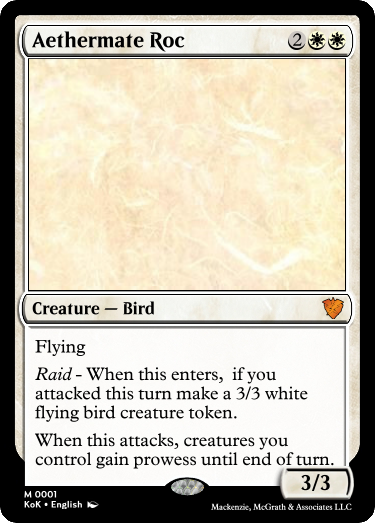 Aethermate Roc 2
Creature — Bird
Flying
Raid - When this enters,  if you
attacked this turn make a 3/3 white
flying bird creature token.
When this attacks, creatures you
control gain prowess until end of turn.
3/3
M 0001
KoK • English
Mackenzie, McGrath & Associates LLC